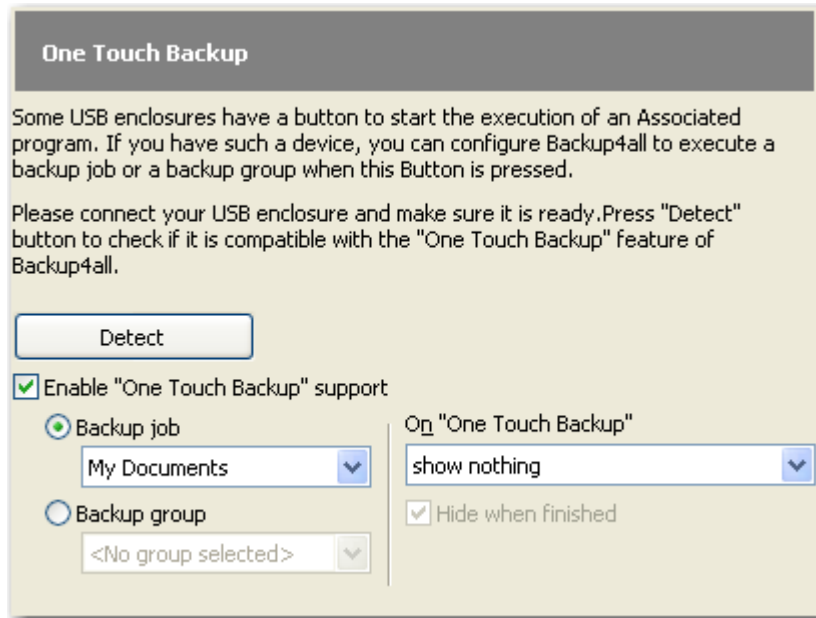 One Touch Backup
Some USB enclosures have a button to start the execution of an Associated
program. If you have such a device, you can configure Backup4all to execute a
backup job or a backup group when this Button is pressed.
Please connect your USB enclosure and make sure it is ready.Press "Detect"
button to check if it is compatible with the "One Touch Backup" feature of
Backup4all.
Detect
Enable "One Touch Backup" support
Backup job
My Documents
Backup group
<No group selected>
On "One Touch Backup"
show nothing
Hide when finished